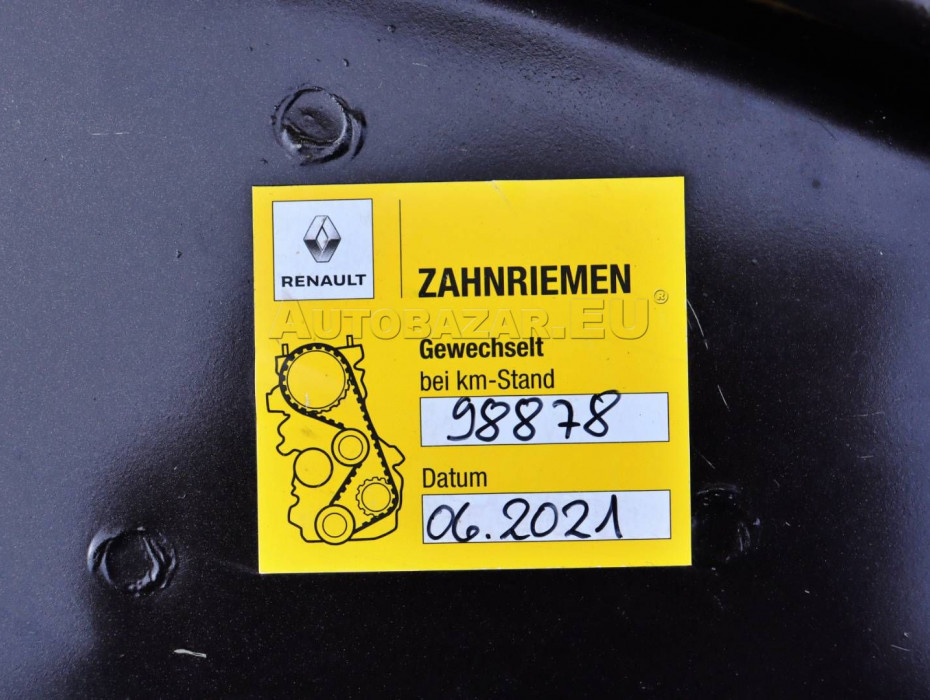 RENAULT
ZAHNRIEMEN
AUTOBAZAR.EU®
Gewechselt
bei km-Stand
98878
Datum
06.2021